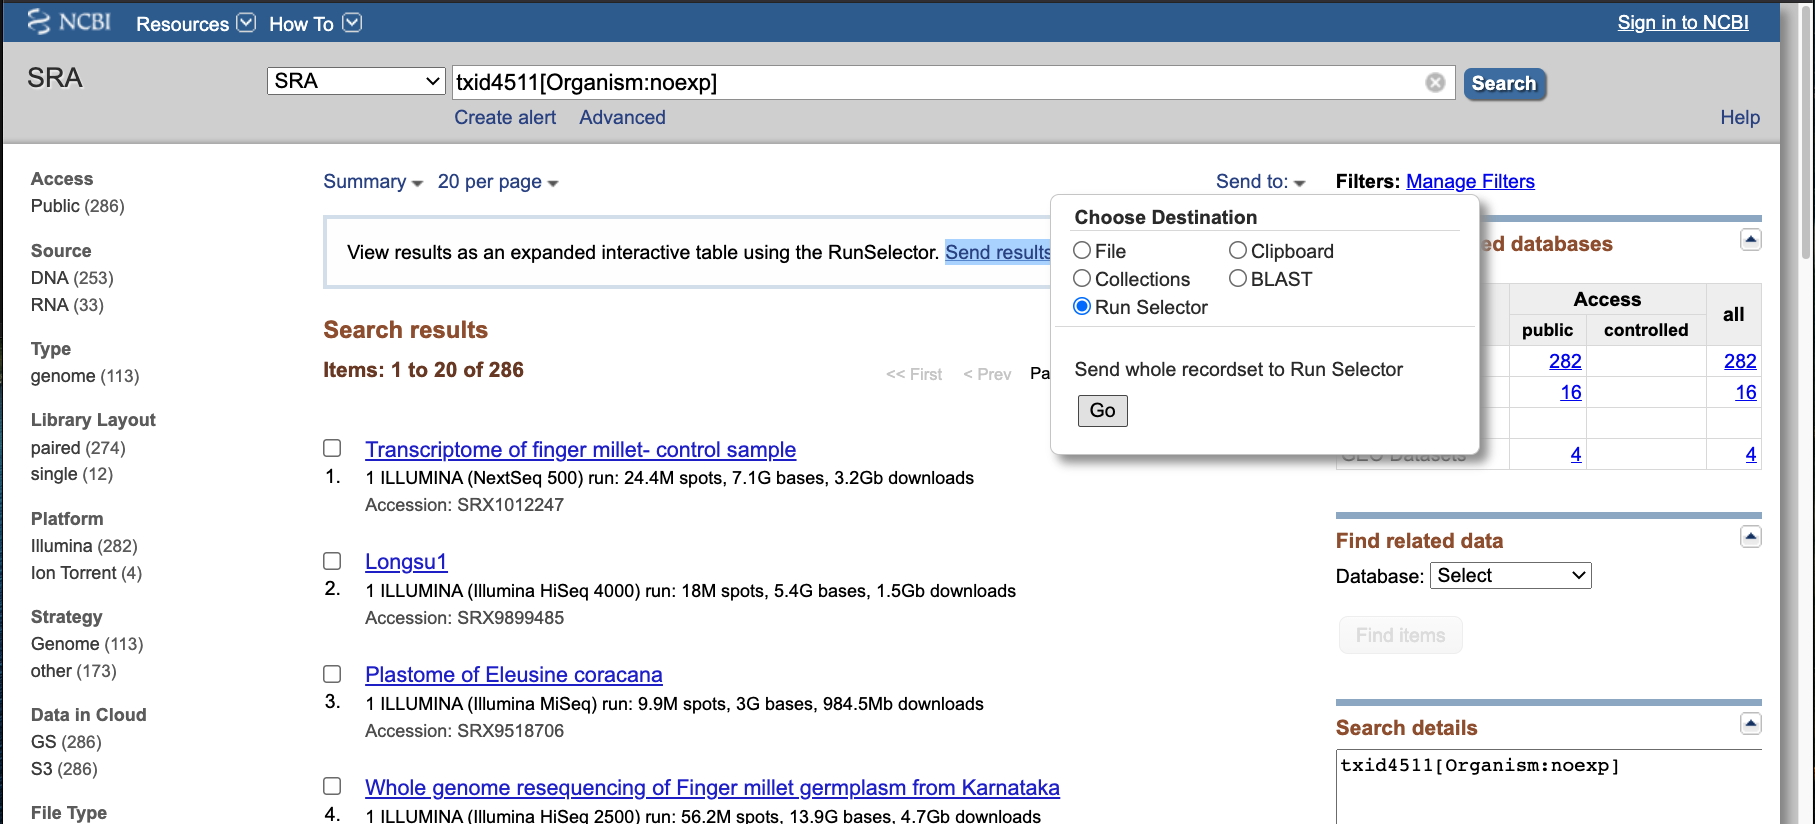 NCBI Resources How To Sign in to NCBI
SRA SRA txid4511[Organism:noexp] Search
Create alert Advanced Help
Access
Public (286)
Source
DNA (253)
RNA (33)
Type
genome (113)
Library Layout
paired (274)
single (12)
Platform
Illumina (282)
Ion Torrent (4)
Strategy
Genome (113)
other (173)
Data in Cloud
GS (286)
S3 (286)
File Type
Summary 20 per page Send to:
View results as an expanded interactive table using the RunSelector. Send results
Search results
Items: 1 to 20 of 286
<< First < Prev
Transcriptome of finger millet- control sample
1. 1 ILLUMINA (NextSeq 500) run: 24.4M spots, 7.1G bases, 3.2Gb downloads
Accession: SRX1012247
Longsu1
2. 1 ILLUMINA (Illumina HiSeq 4000) run: 18M spots, 5.4G bases, 1.5Gb downloads
Accession: SRX9899485
Plastome of Eleusine coracana
3. 1 ILLUMINA (Illumina MiSeq) run: 9.9M spots, 3G bases, 984.5Mb downloads
Accession: SRX9518706
Whole genome resequencing of Finger millet germplasm from Karnataka
4. 1 ILLUMINA (Illumina HiSeq 2500) run: 56.2M spots, 13.9G bases, 4.7Gb downloads
Choose Destination
File Clipboard
Collections BLAST
Run Selector
Send whole recordset to Run Selector
Go
Filters: Manage Filters
databases
Access all
public controlled
282 282
16 16
GEO Datasets 4 4
Find related data
Database: Select
Find items
Search details
txid4511[Organism:noexp]